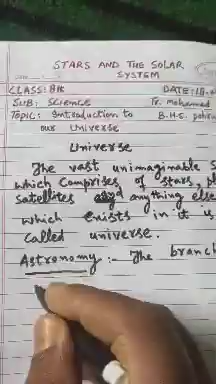 STARS AND THE SOLAR
SYSTEM
CLASS: 8th DATE: 18.
SUB: Science Tr. mohamad
Topic: Introduction to B.H.S.
our Universe
Universe
The vast unimaginable
which comprises of stars,
satellites and anything else
which exists in it is
called universe.
Astronomy :- The branch